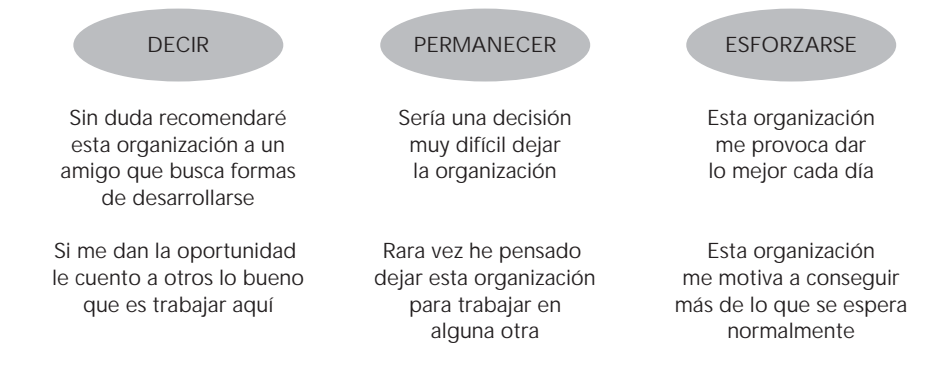 DECIR
PERMANECER
ESFORZARSE
Sin duda recomendaré
esta organización a un
amigo que busca formas
de desarrollarse
Sería una decisión
muy difícil dejar
la organización
Esta organización
me provoca dar
lo mejor cada día
Si me dan la oportunidad
le cuento a otros lo bueno
que es trabajar aquí
Rara vez he pensado
dejar esta organización
para trabajar en
alguna otra
Esta organización
me motiva a conseguir
más de lo que se espera
normalmente